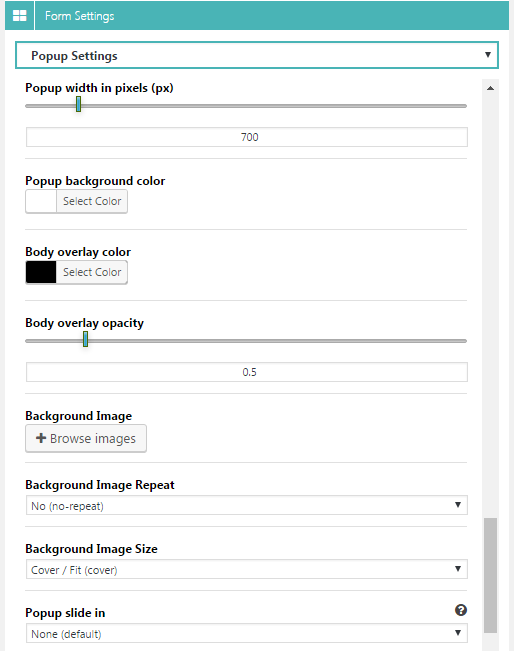 Form Settings
Popup Settings
Popup width in pixels (px)
700
Popup background color
Select Color
Body overlay color
Select Color
Body overlay opacity
0.5
Background Image
Browse images
Background Image Repeat
No (no-repeat)
Background Image Size
Cover / Fit (cover)
Popup slide in
None (default)